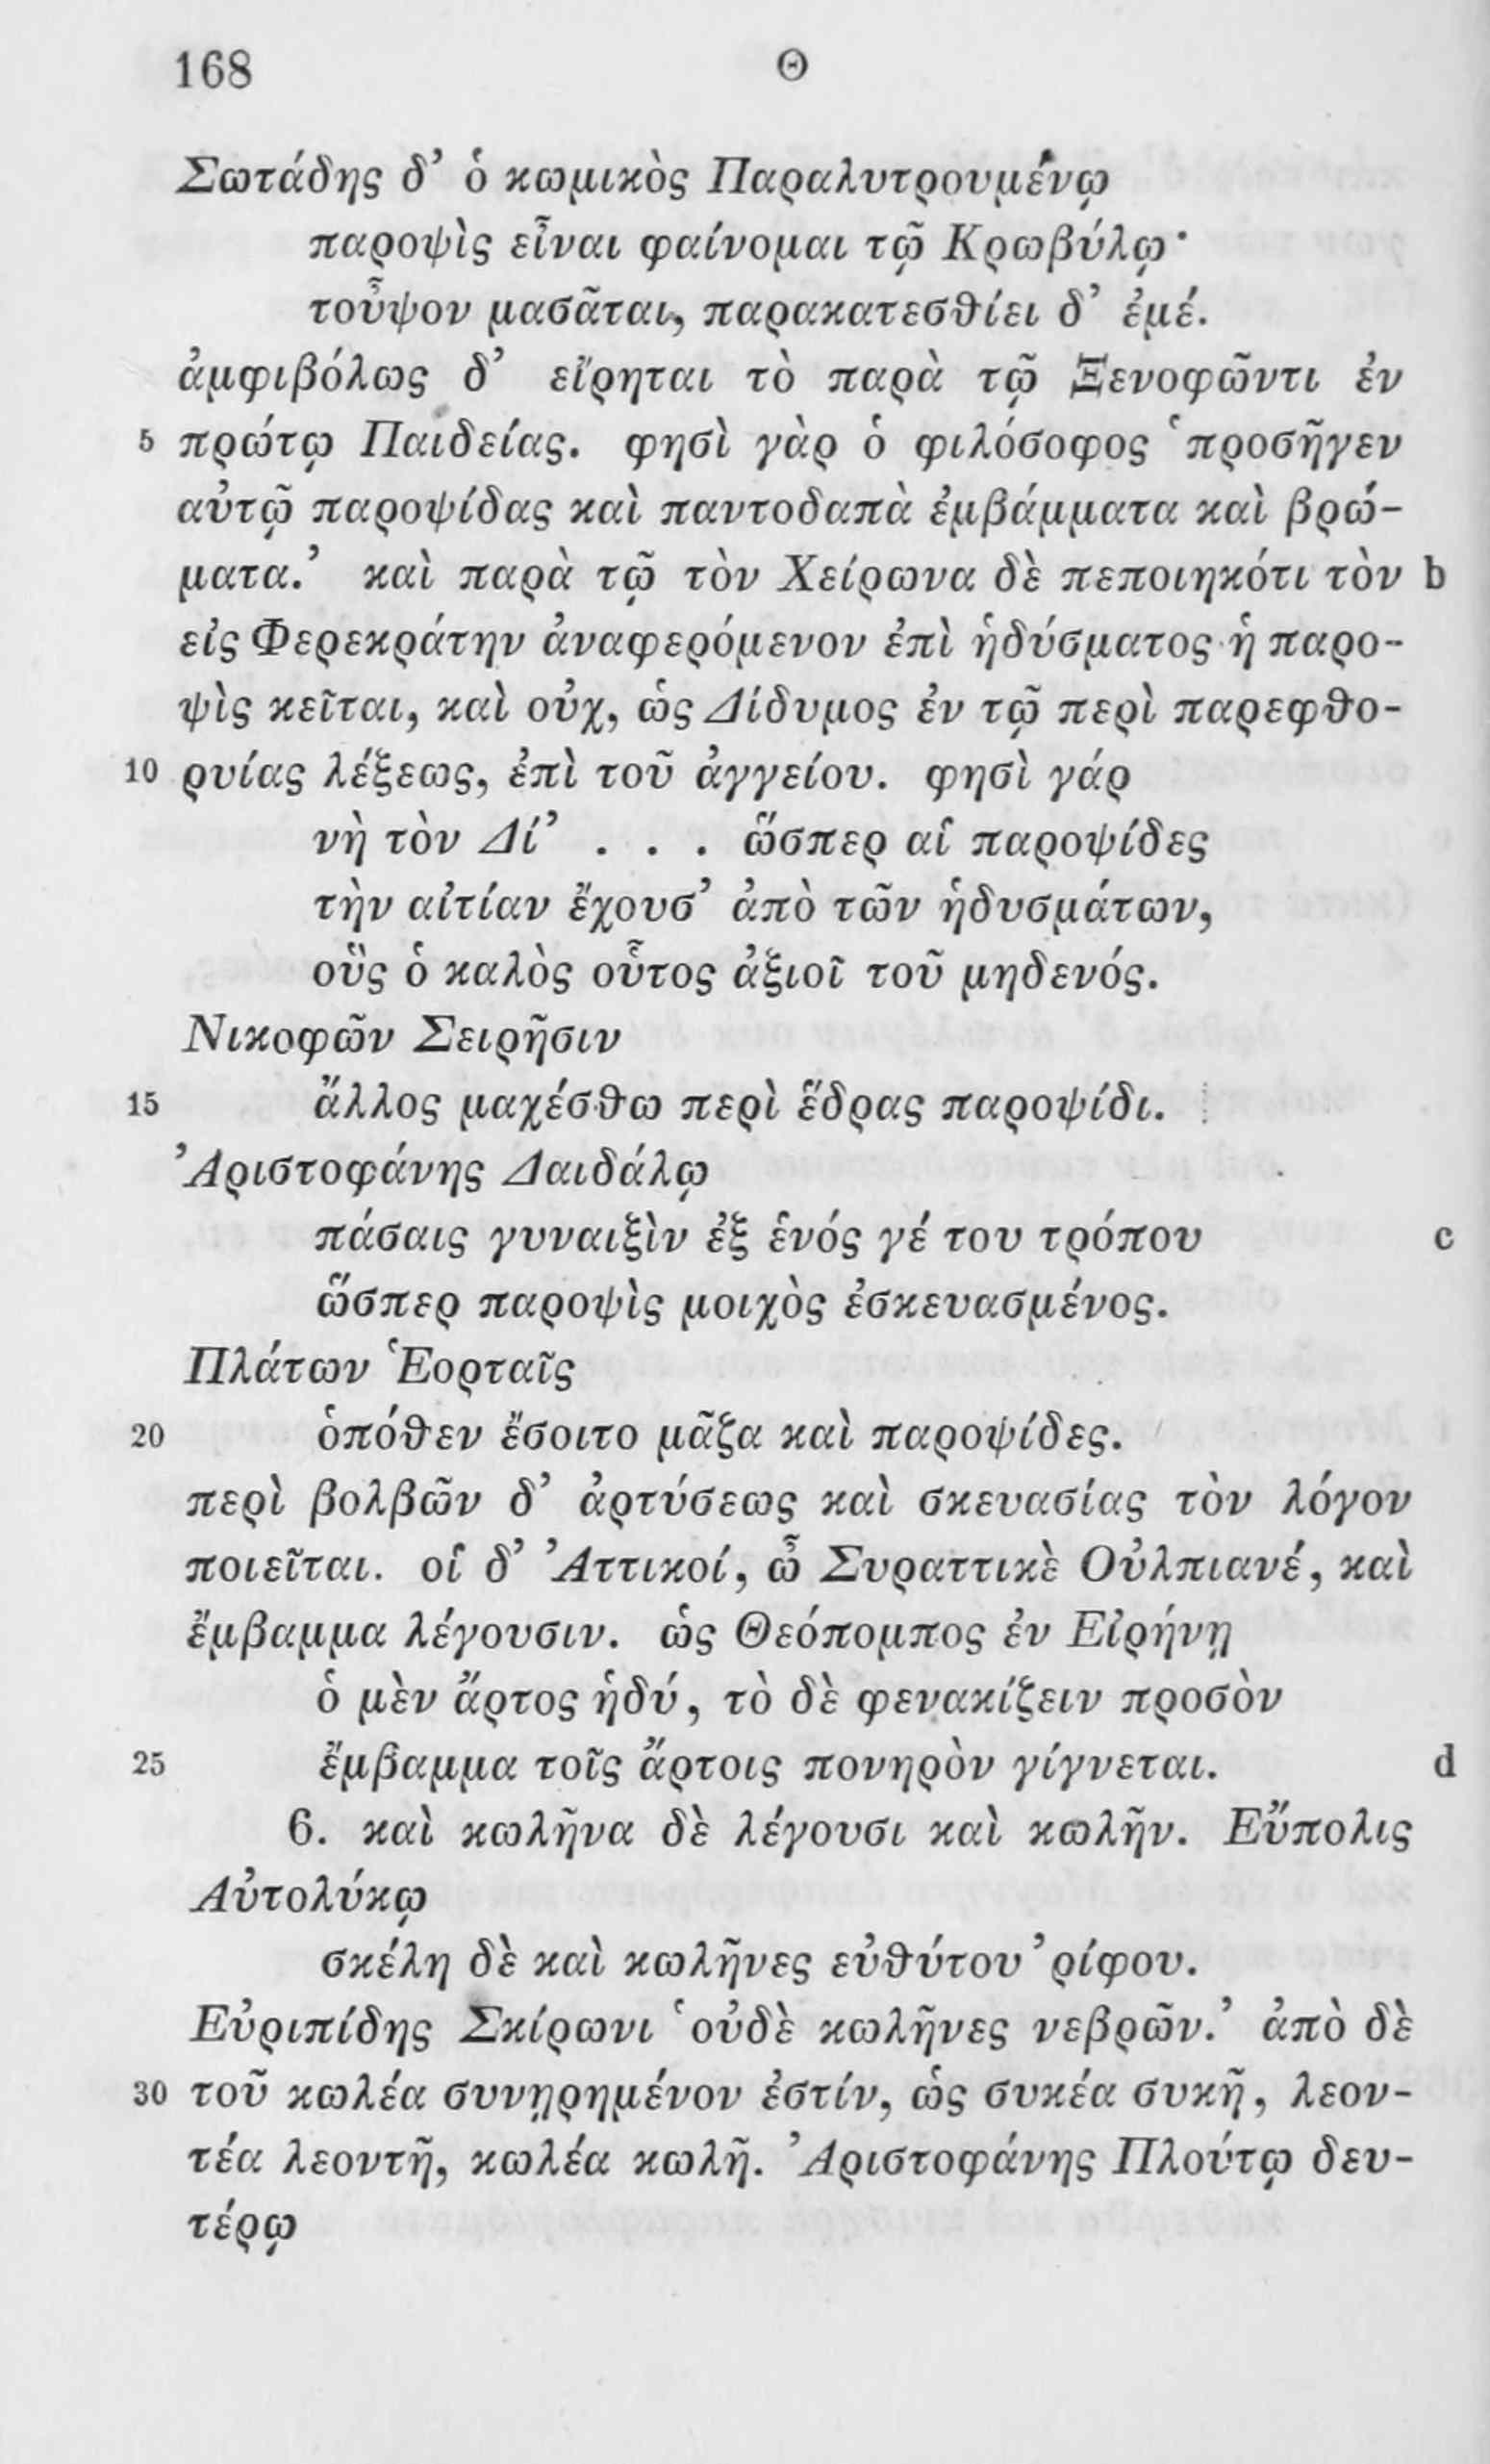 168 Θ
Σωτάδης δ’ ὁ κωμικὸς Παραλυτρουμένῳ
παροψὶς εἶναι φαίνομαι τῷ Κρωβύλῳ·
τοὖψον μασᾶται, παρακατεσθίει δ’ ἐμέ.
ἀμφιβόλως δ’ εἴρηται τὸ παρὰ τῷ Ξενοφῶντι ἐν
5 πρώτῳ Παιδείας. φησὶ γὰρ ὁ φιλόσοφος ‘προσῆγεν
αὐτῷ παροψίδας καὶ παντοδαπὰ ἐμβάμματα καὶ βρώ-
ματα.’ καὶ παρὰ τῷ τὸν Χείρωνα δὲ πεποιηκότι τὸν b
εἰς Φερεκράτην ἀναφερόμενον ἐπὶ ἡδύσματος ἡ παρο-
ψὶς κεῖται, καὶ οὐχ, ὡς Δίδυμος ἐν τῷ περὶ παρεφθο-
10 ρυίας λέξεως, ἐπὶ τοῦ ἀγγείου. φησὶ γάρ
νὴ τὸν Δί’ . . . ὥσπερ αἱ παροψίδες
τὴν αἰτίαν ἔχουσ’ ἀπὸ τῶν ἡδυσμάτων,
οὓς ὁ καλὸς οὗτος ἀξιοῖ τοῦ μηδενός.
Νικοφῶν Σειρῆσιν
15 ἄλλος μαχέσθω περὶ ἕδρας παροψίδι.
Ἀριστοφάνης Δαιδάλῳ
πάσαις γυναιξὶν ἐξ ἑνός γέ του τρόπου c
ὥσπερ παροψὶς μοιχὸς ἐσκευασμένος.
Πλάτων Ἑορταῖς
20 ὁπόθεν ἔσοιτο μᾶζα καὶ παροψίδες.
περὶ βολβῶν δ’ ἀρτύσεως καὶ σκευασίας τὸν λόγον
ποιεῖται. οἱ δ’ Ἀττικοί, ὦ Συραττικὲ Οὐλπιανέ, καὶ
ἔμβαμμα λέγουσιν. ὡς Θεόπομπος ἐν Εἰρήνῃ
ὁ μὲν ἄρτος ἡδύ, τὸ δὲ φενακίζειν προσὸν
25 ἔμβαμμα τοῖς ἄρτοις πονηρὸν γίγνεται. d
6. καὶ κωλῆνα δὲ λέγουσι καὶ κωλῆν. Εὔπολις
Αὐτολύκῳ
σκέλη δὲ καὶ κωλῆνες εὐθύτου ’ρίφου.
Εὐριπίδης Σκίρωνι ‘οὐδὲ κωλῆνες νεβρῶν.’ ἀπὸ δὲ
30 τοῦ κωλέα συνῃρημένον ἐστίν, ὡς συκέα συκῆ, λεον-
τέα λεοντῆ, κωλέα κωλῆ. Ἀριστοφάνης Πλούτῳ δευ-
τέρῳ